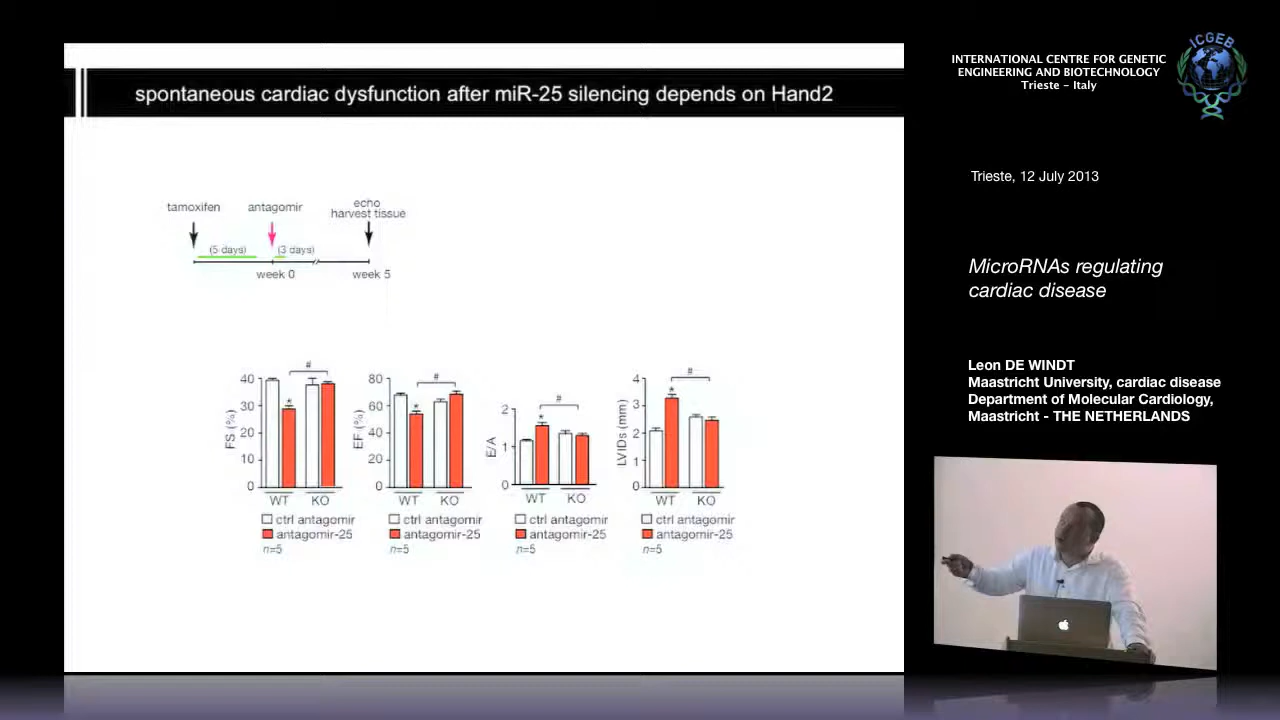 spontaneous cardiac dysfunction after miR-25 silencing depends on Hand2
tamoxifen
antagomir
echo
harvest tissue
(5 days)
(3 days)
week 0
week 5
FS (%)
40
30
20
10
0
*
#
WT
KO
ctrl antagomir
antagomir-25
n=5
EF (%)
80
60
40
20
0
*
#
WT
KO
ctrl antagomir
antagomir-25
n=5
E/A
2
1
0
*
#
WT
KO
ctrl antagomir
antagomir-25
n=5
LVIDs (mm)
4
3
2
1
0
*
#
WT
KO
ctrl antagomir
antagomir-25
n=5
INTERNATIONAL CENTRE FOR GENETIC
ENGINEERING AND BIOTECHNOLOGY
Trieste - Italy
ICGEB
Trieste, 12 July 2013
MicroRNAs regulating
cardiac disease
Leon DE WINDT
Maastricht University, cardiac disease
Department of Molecular Cardiology,
Maastricht - THE NETHERLANDS